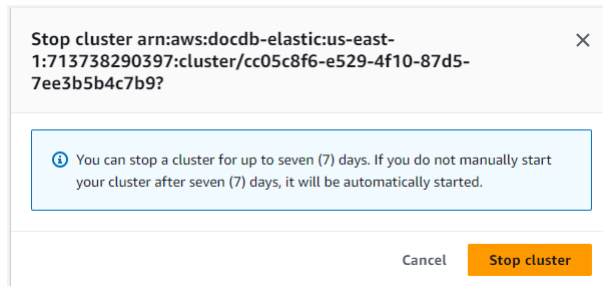 Stop cluster arn:aws:docdb-elastic:us-east-
1:713738290397:cluster/cc05c8f6-e529-4f10-87d5-
7ee3b5b4c7b9?
You can stop a cluster for up to seven (7) days. If you do not manually start
your cluster after seven (7) days, it will be automatically started.
Cancel
Stop cluster